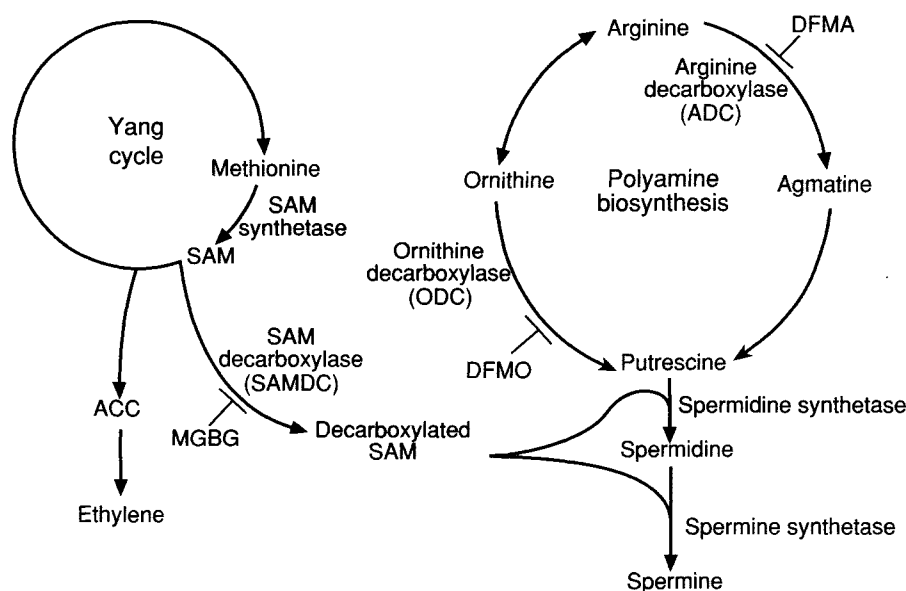 Yang
cycle
Methionine
SAM
synthetase
SAM
SAM
decarboxylase
(SAMDC)
MGBG
ACC
Ethylene
Decarboxylated
SAM
Arginine
DFMA
Arginine
decarboxylase
(ADC)
Ornithine
Polyamine
biosynthesis
Agmatine
Ornithine
decarboxylase
(ODC)
DFMO
Putrescine
Spermidine synthetase
Spermidine
Spermine synthetase
Spermine